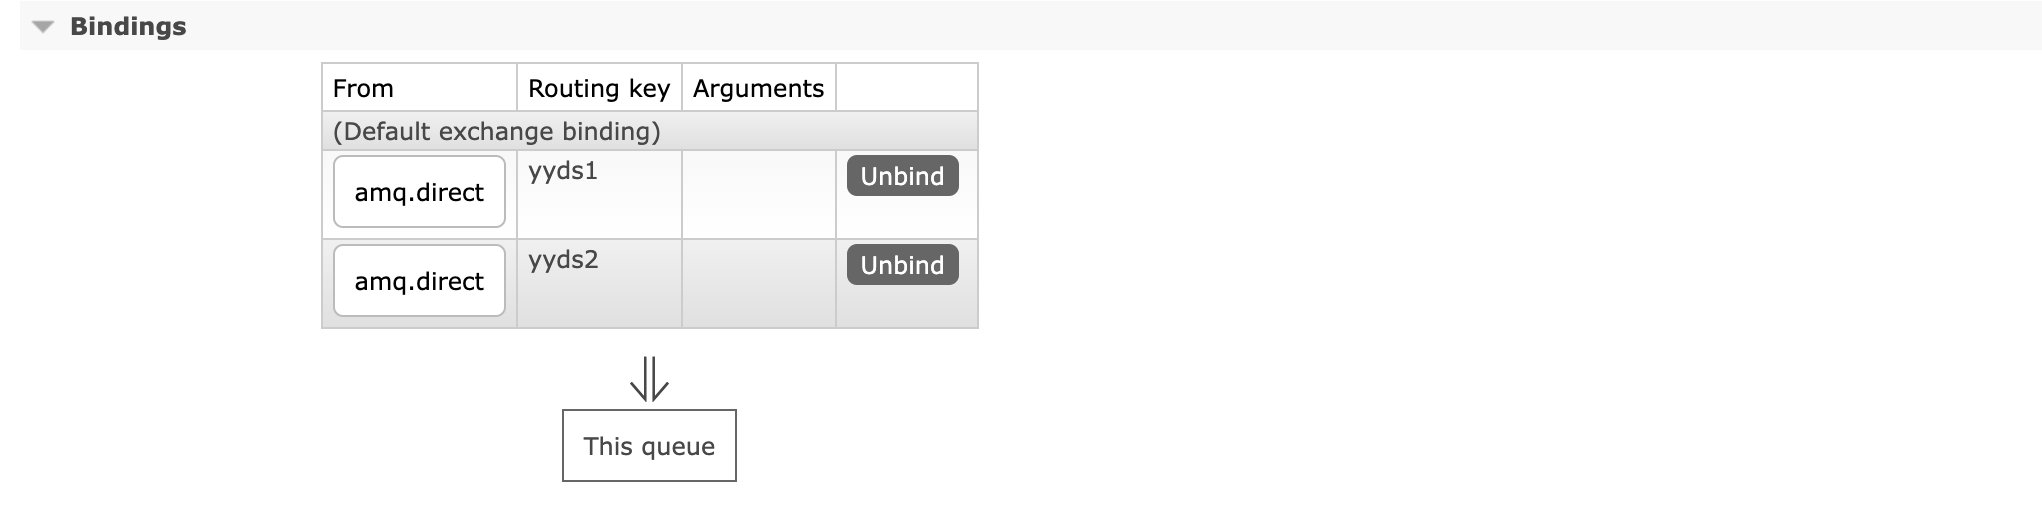 Bindings
From Routing key Arguments
(Default exchange binding)
amq.direct yyds1 Unbind
amq.direct yyds2 Unbind
This queue